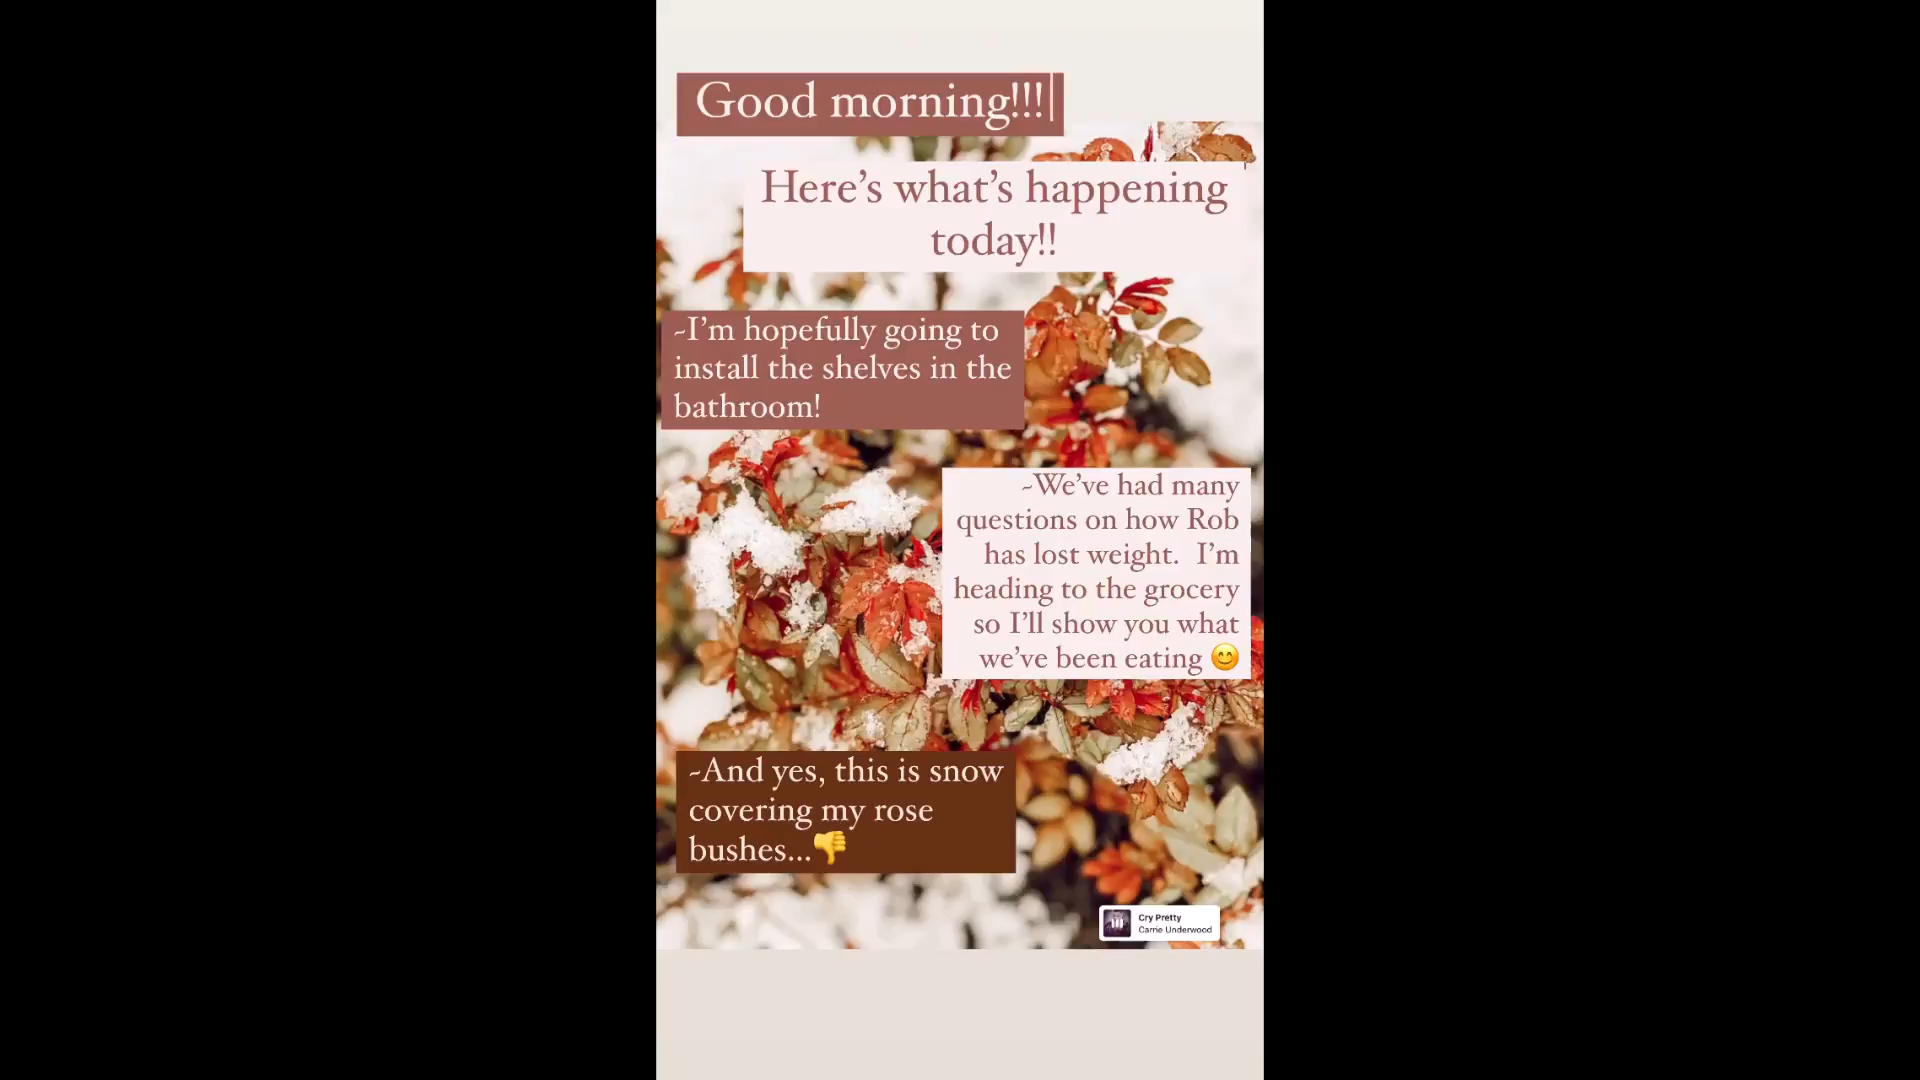 Good morning!!!
Here’s what’s happening
today!!
~I’m hopefully going to
install the shelves in the
bathroom!
~We’ve had many
questions on how Rob
has lost weight.  I’m
heading to the grocery
so I’ll show you what
we’ve been eating 😊
~And yes, this is snow
covering my rose
bushes...👎
Cry Pretty
Carrie Underwood